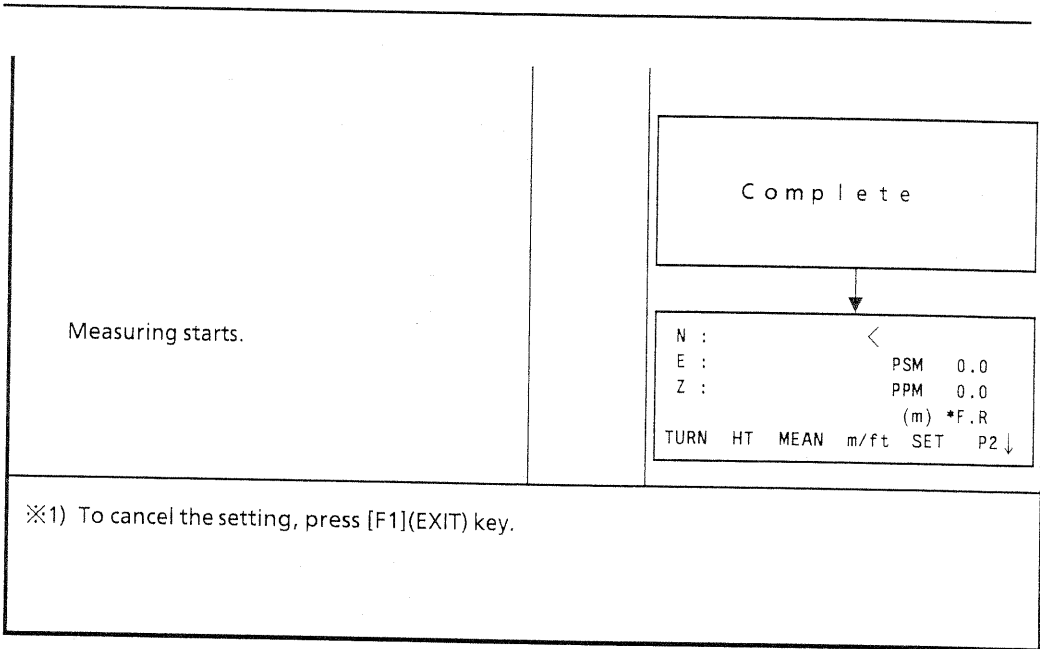 Complete
Measuring starts.
N : <
E : PSM 0.0
Z : PPM 0.0
(m) *F.R
TURN HT MEAN m/ft SET P2↓
※1) To cancel the setting, press [F1](EXIT) key.